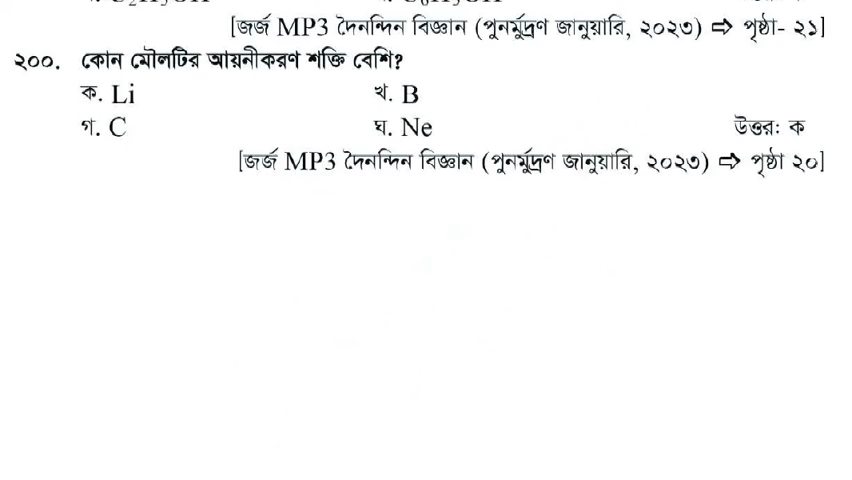 [জর্জ MP3 দৈনন্দিন বিজ্ঞান (পুনর্মুদ্রণ জানুয়ারি, ২০২৩) ⇨ পৃষ্ঠা- ২১]
২০০. কোন মৌলটির আয়নীকরণ শক্তি বেশি?
ক. Li খ. B
গ. C ঘ. Ne উত্তরঃ ক
[জর্জ MP3 দৈনন্দিন বিজ্ঞান (পুনর্মুদ্রণ জানুয়ারি, ২০২৩) ⇨ পৃষ্ঠা ২০]